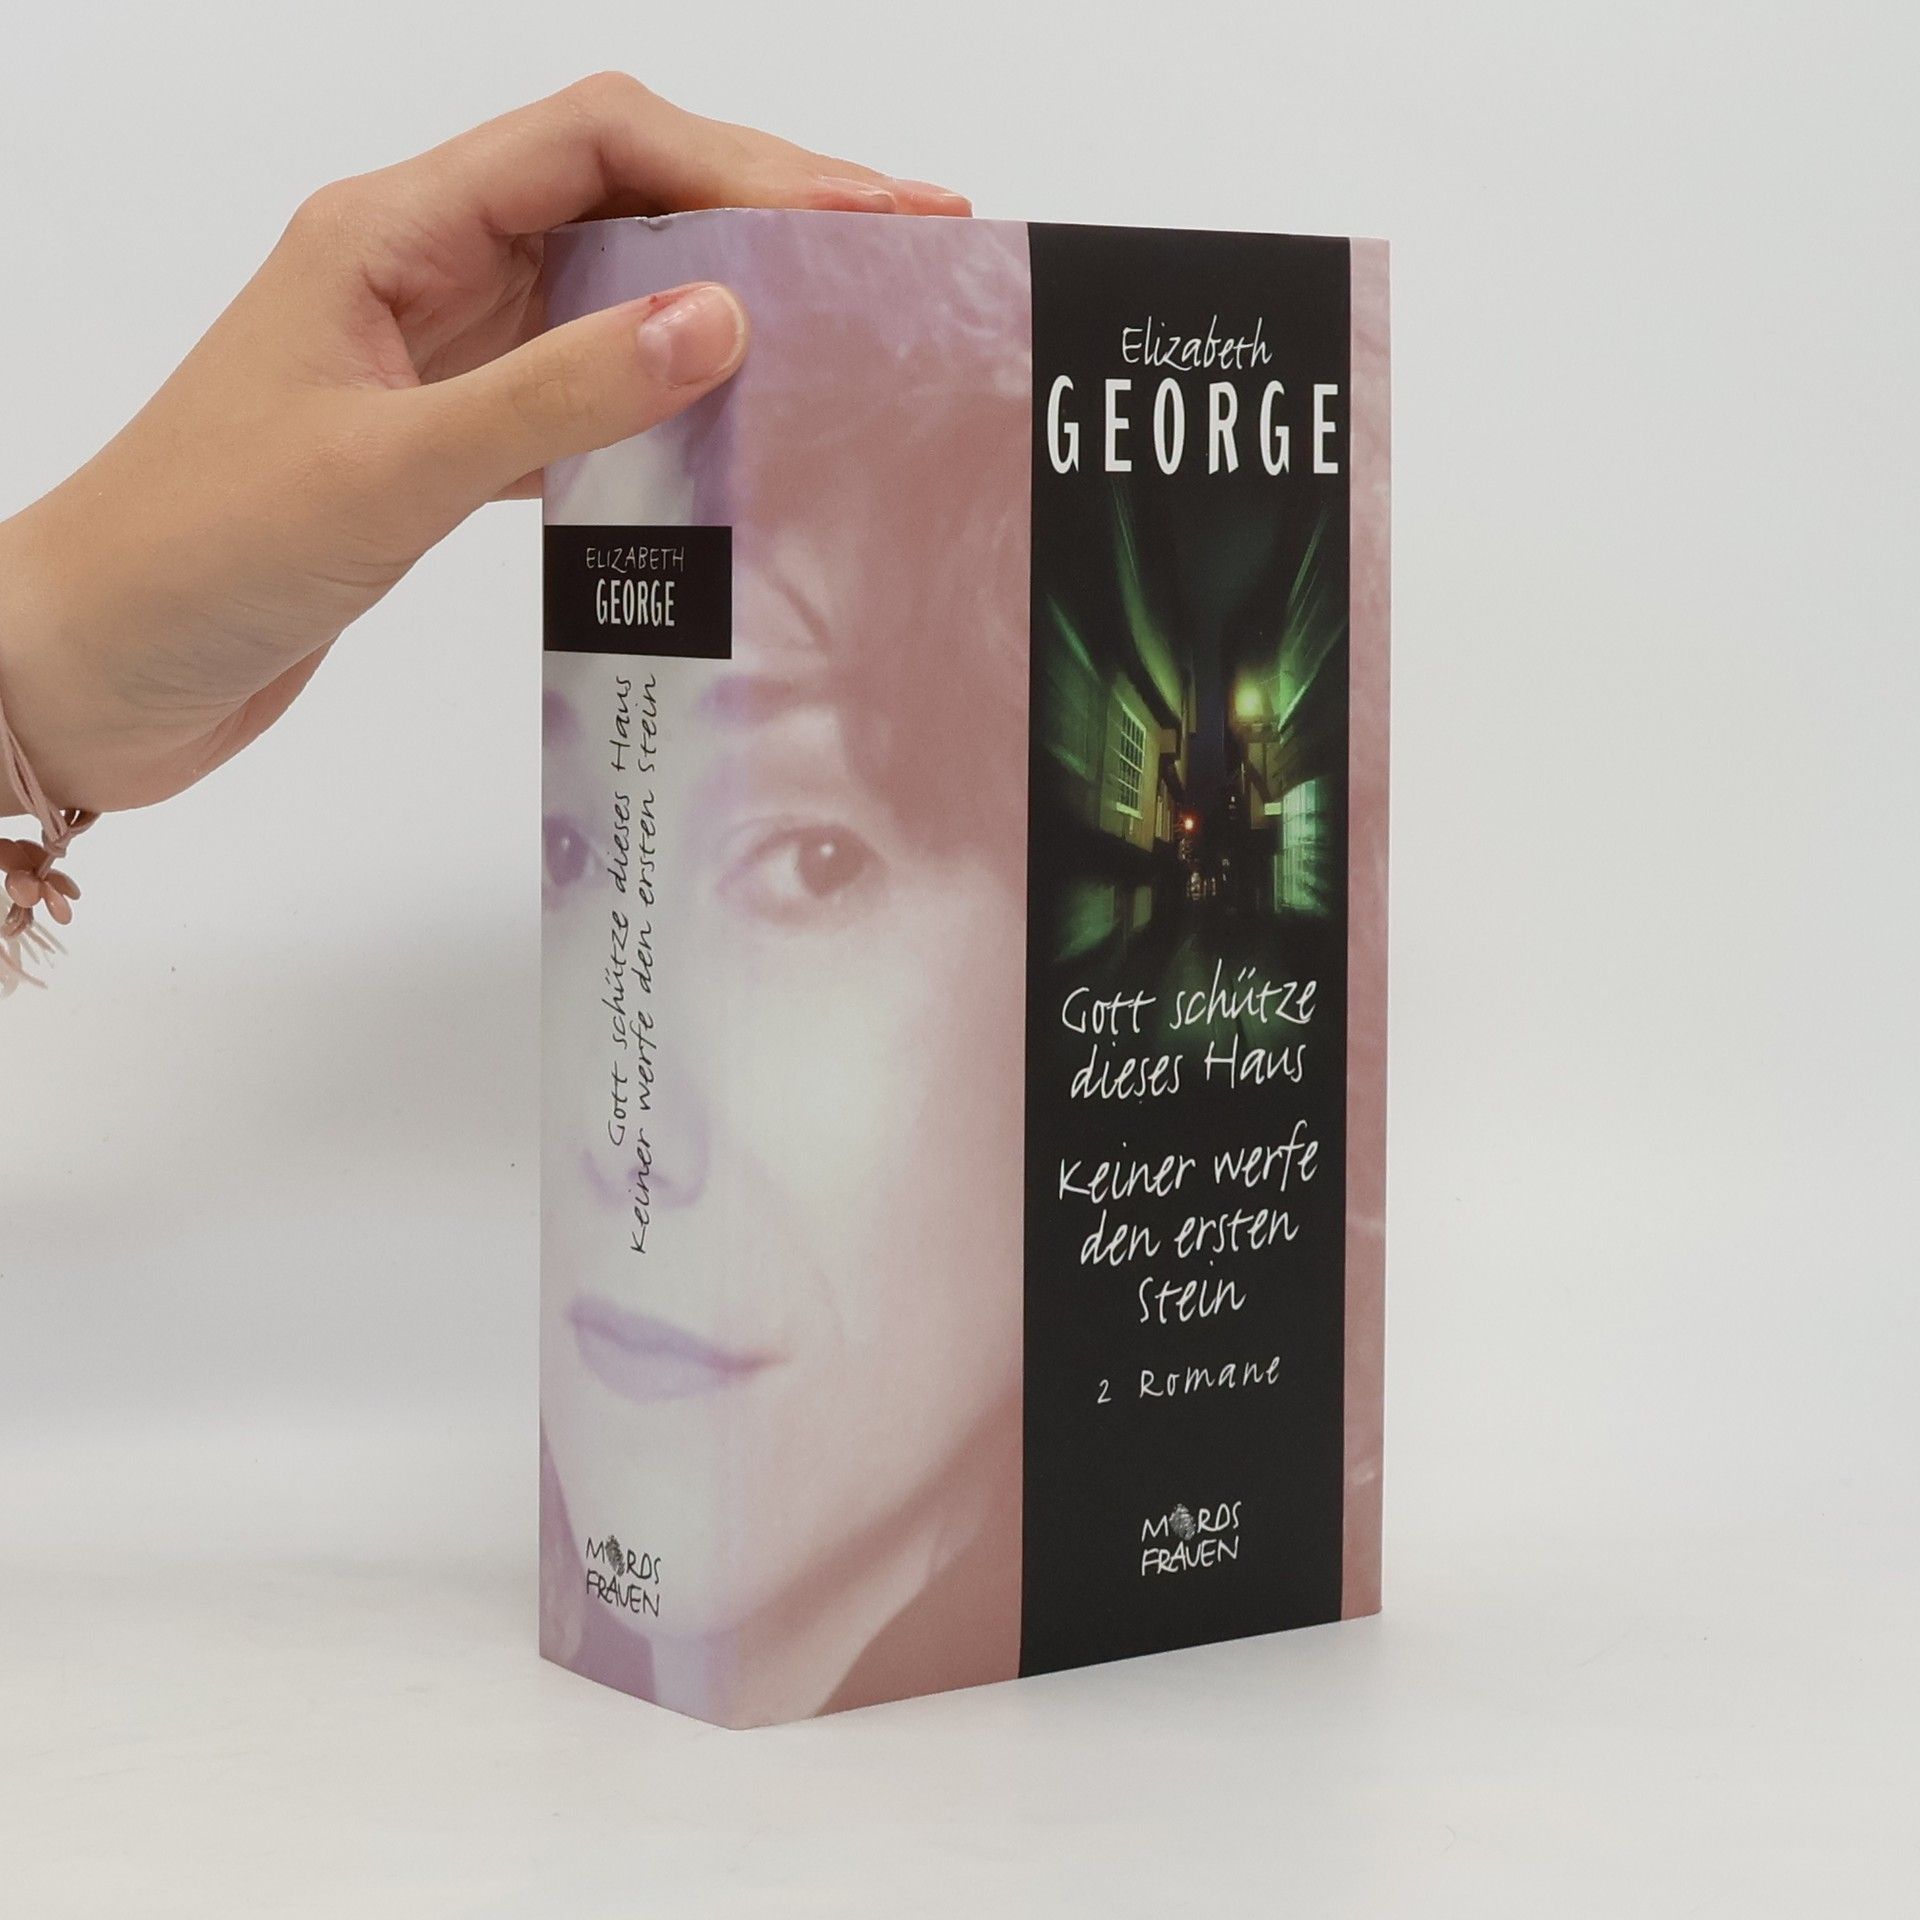 ELIZABETH
GEORGE
Gott schütze dieses Haus
Keiner werfe den ersten Stein
MORDS
FRAUEN
Elizabeth
GEORGE
Gott schütze
dieses Haus
Keiner werfe
den ersten
Stein
2 Romane
MORDS
FRAUEN